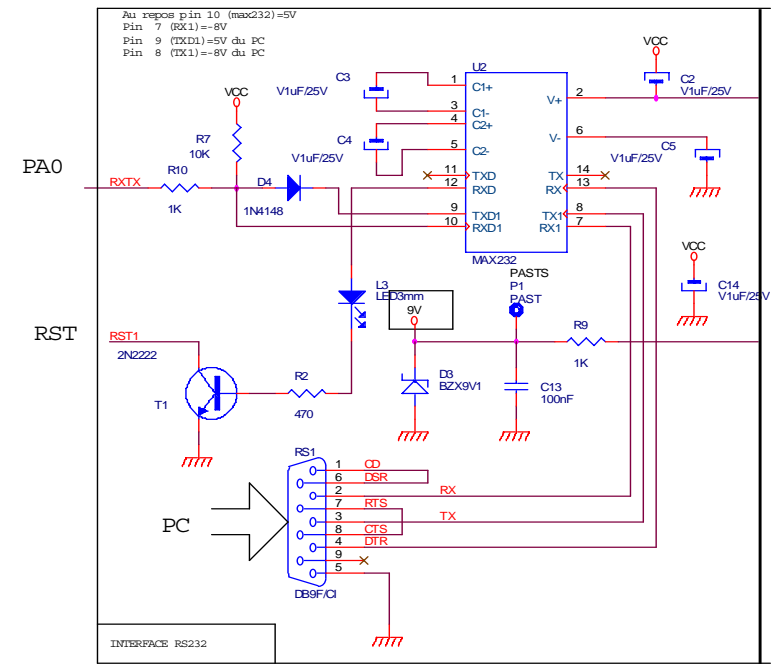 Au repos pin 10 (max232)=5V
Pin 7 (RX1)=-8V
Pin 9 (TXD1)=5V du PC
Pin 8 (TX1)=-8V du PC
PA0
RXTX
R10
1K
VCC
R7
10K
D4
1N4148
C3
V1uF/25V
C4
V1uF/25V
U2
1
C1+
3
C1-
4
C2+
5
C2-
11
TXD
12
RXD
9
TXD1
10
RXD1
2
V+
6
V-
14
TX
13
RX
8
TX1
7
RX1
MAX232
VCC
C2
V1uF/25V
V1uF/25V
C5
VCC
C14
V1uF/25V
PASTS
P1
PAST
L3
LED3mm
9V
R9
1K
D3
BZX9V1
C13
100nF
RST
RST1
2N2222
T1
R2
470
RS1
1
CD
6
DSR
2
RX
7
RTS
3
TX
8
CTS
4
DTR
9
5
DB9F/CI
PC
INTERFACE RS232